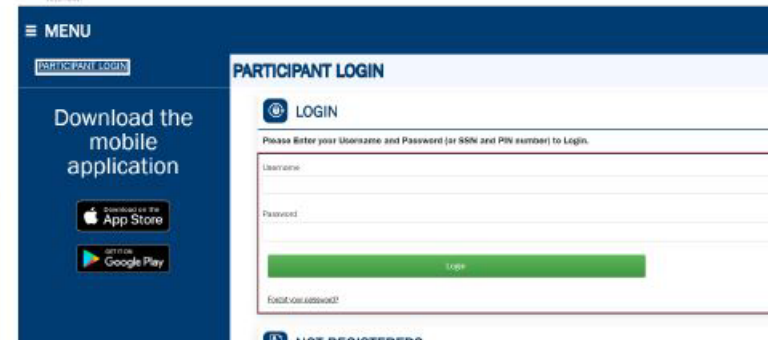 ≡ MENU
PARTICIPANT LOGIN
PARTICIPANT LOGIN
Download the
mobile
application
Download on the
App Store
GET IT ON
Google Play
LOGIN
Please Enter your Username and Password (or SSN and PIN number) to Login.
Username
Password
Login
Forgot your password?
NOT REGISTERED?